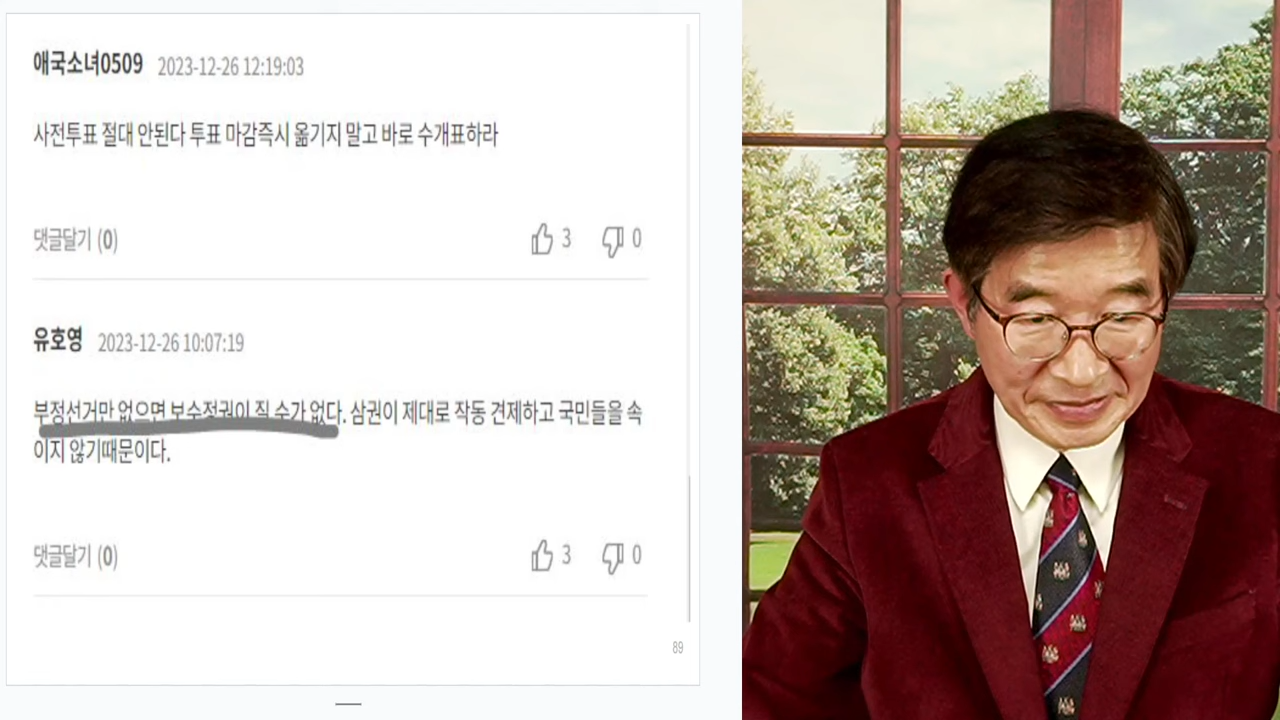 애국소녀0509 2023-12-26 12:19:03
사전투표 절대 안된다 투표 마감즉시 옮기지 말고 바로 수개표하라
댓글달기 (0) 3 0
유호영 2023-12-26 10:07:19
부정선거만 없으면 보수정권이 질 수가 없다. 삼권이 제대로 작동 견제하고 국민들을 속
이지 않기때문이다.
댓글달기 (0) 3 0
89